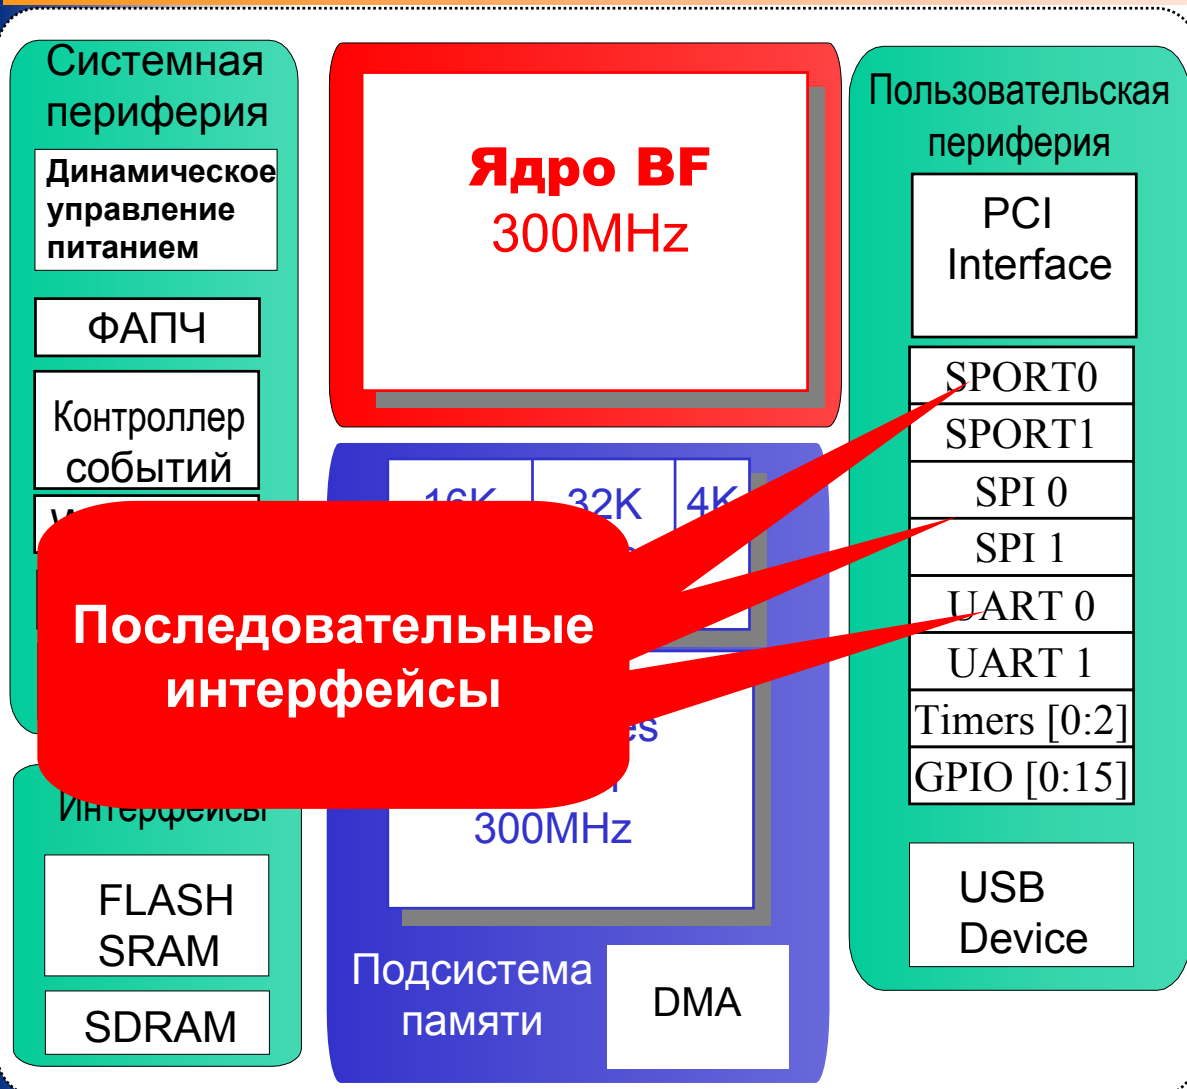 Системная
периферия
Динамическое
управление
питанием
ФАПЧ
Контроллер
событий
Ядро BF
300MHz
16K
32K
4K
300MHz
Последовательные
интерфейсы
Интерфейсы
FLASH
SRAM
SDRAM
Подсистема
памяти
DMA
Пользовательская
периферия
PCI
Interface
SPORT0
SPORT1
SPI 0
SPI 1
UART 0
UART 1
Timers [0:2]
GPIO [0:15]
USB
Device